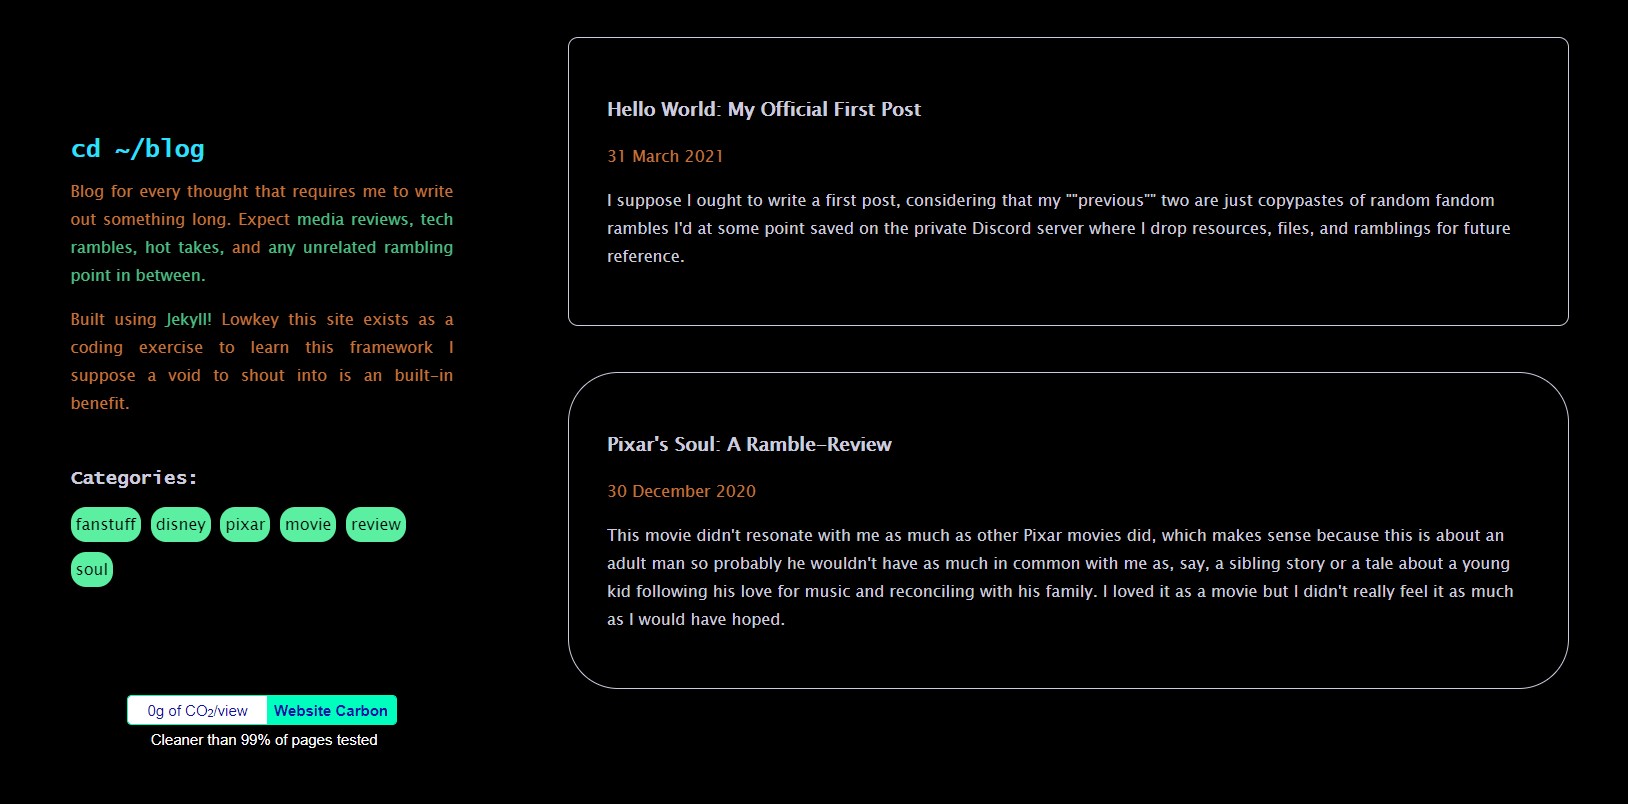 cd ~/blog
Blog for every thought that requires me to write
out something long. Expect media reviews, tech
rambles, hot takes, and any unrelated rambling
point in between.
Built using Jekyll! Lowkey this site exists as a
coding exercise to learn this framework I
suppose a void to shout into is an built-in
benefit.
Categories:
fanstuff disney pixar movie review
soul
0g of CO₂/view Website Carbon
Cleaner than 99% of pages tested
Hello World: My Official First Post
31 March 2021
I suppose I ought to write a first post, considering that my ""previous"" two are just copypastes of random fandom
rambles I'd at some point saved on the private Discord server where I drop resources, files, and ramblings for future
reference.
Pixar's Soul: A Ramble-Review
30 December 2020
This movie didn't resonate with me as much as other Pixar movies did, which makes sense because this is about an
adult man so probably he wouldn't have as much in common with me as, say, a sibling story or a tale about a young
kid following his love for music and reconciling with his family. I loved it as a movie but I didn't really feel it as much
as I would have hoped.